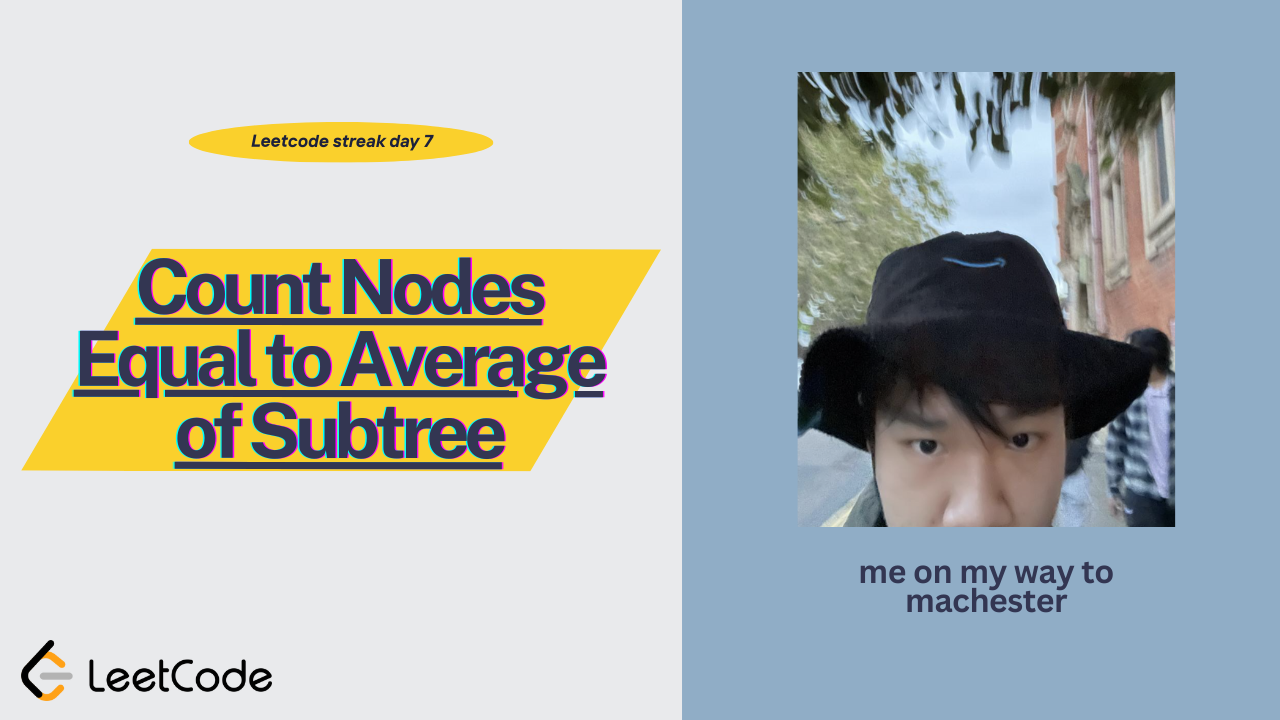 Leetcode streak day 7
Count Nodes
Equal to Average
of Subtree
me on my way to
machester
LeetCode